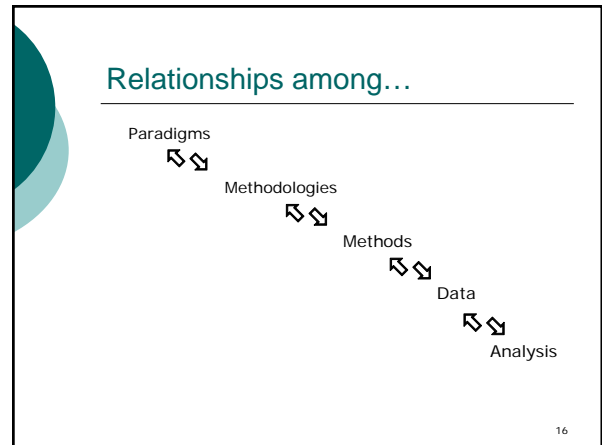 Relationships among…
Paradigms
Methodologies
Methods
Data
Analysis
16